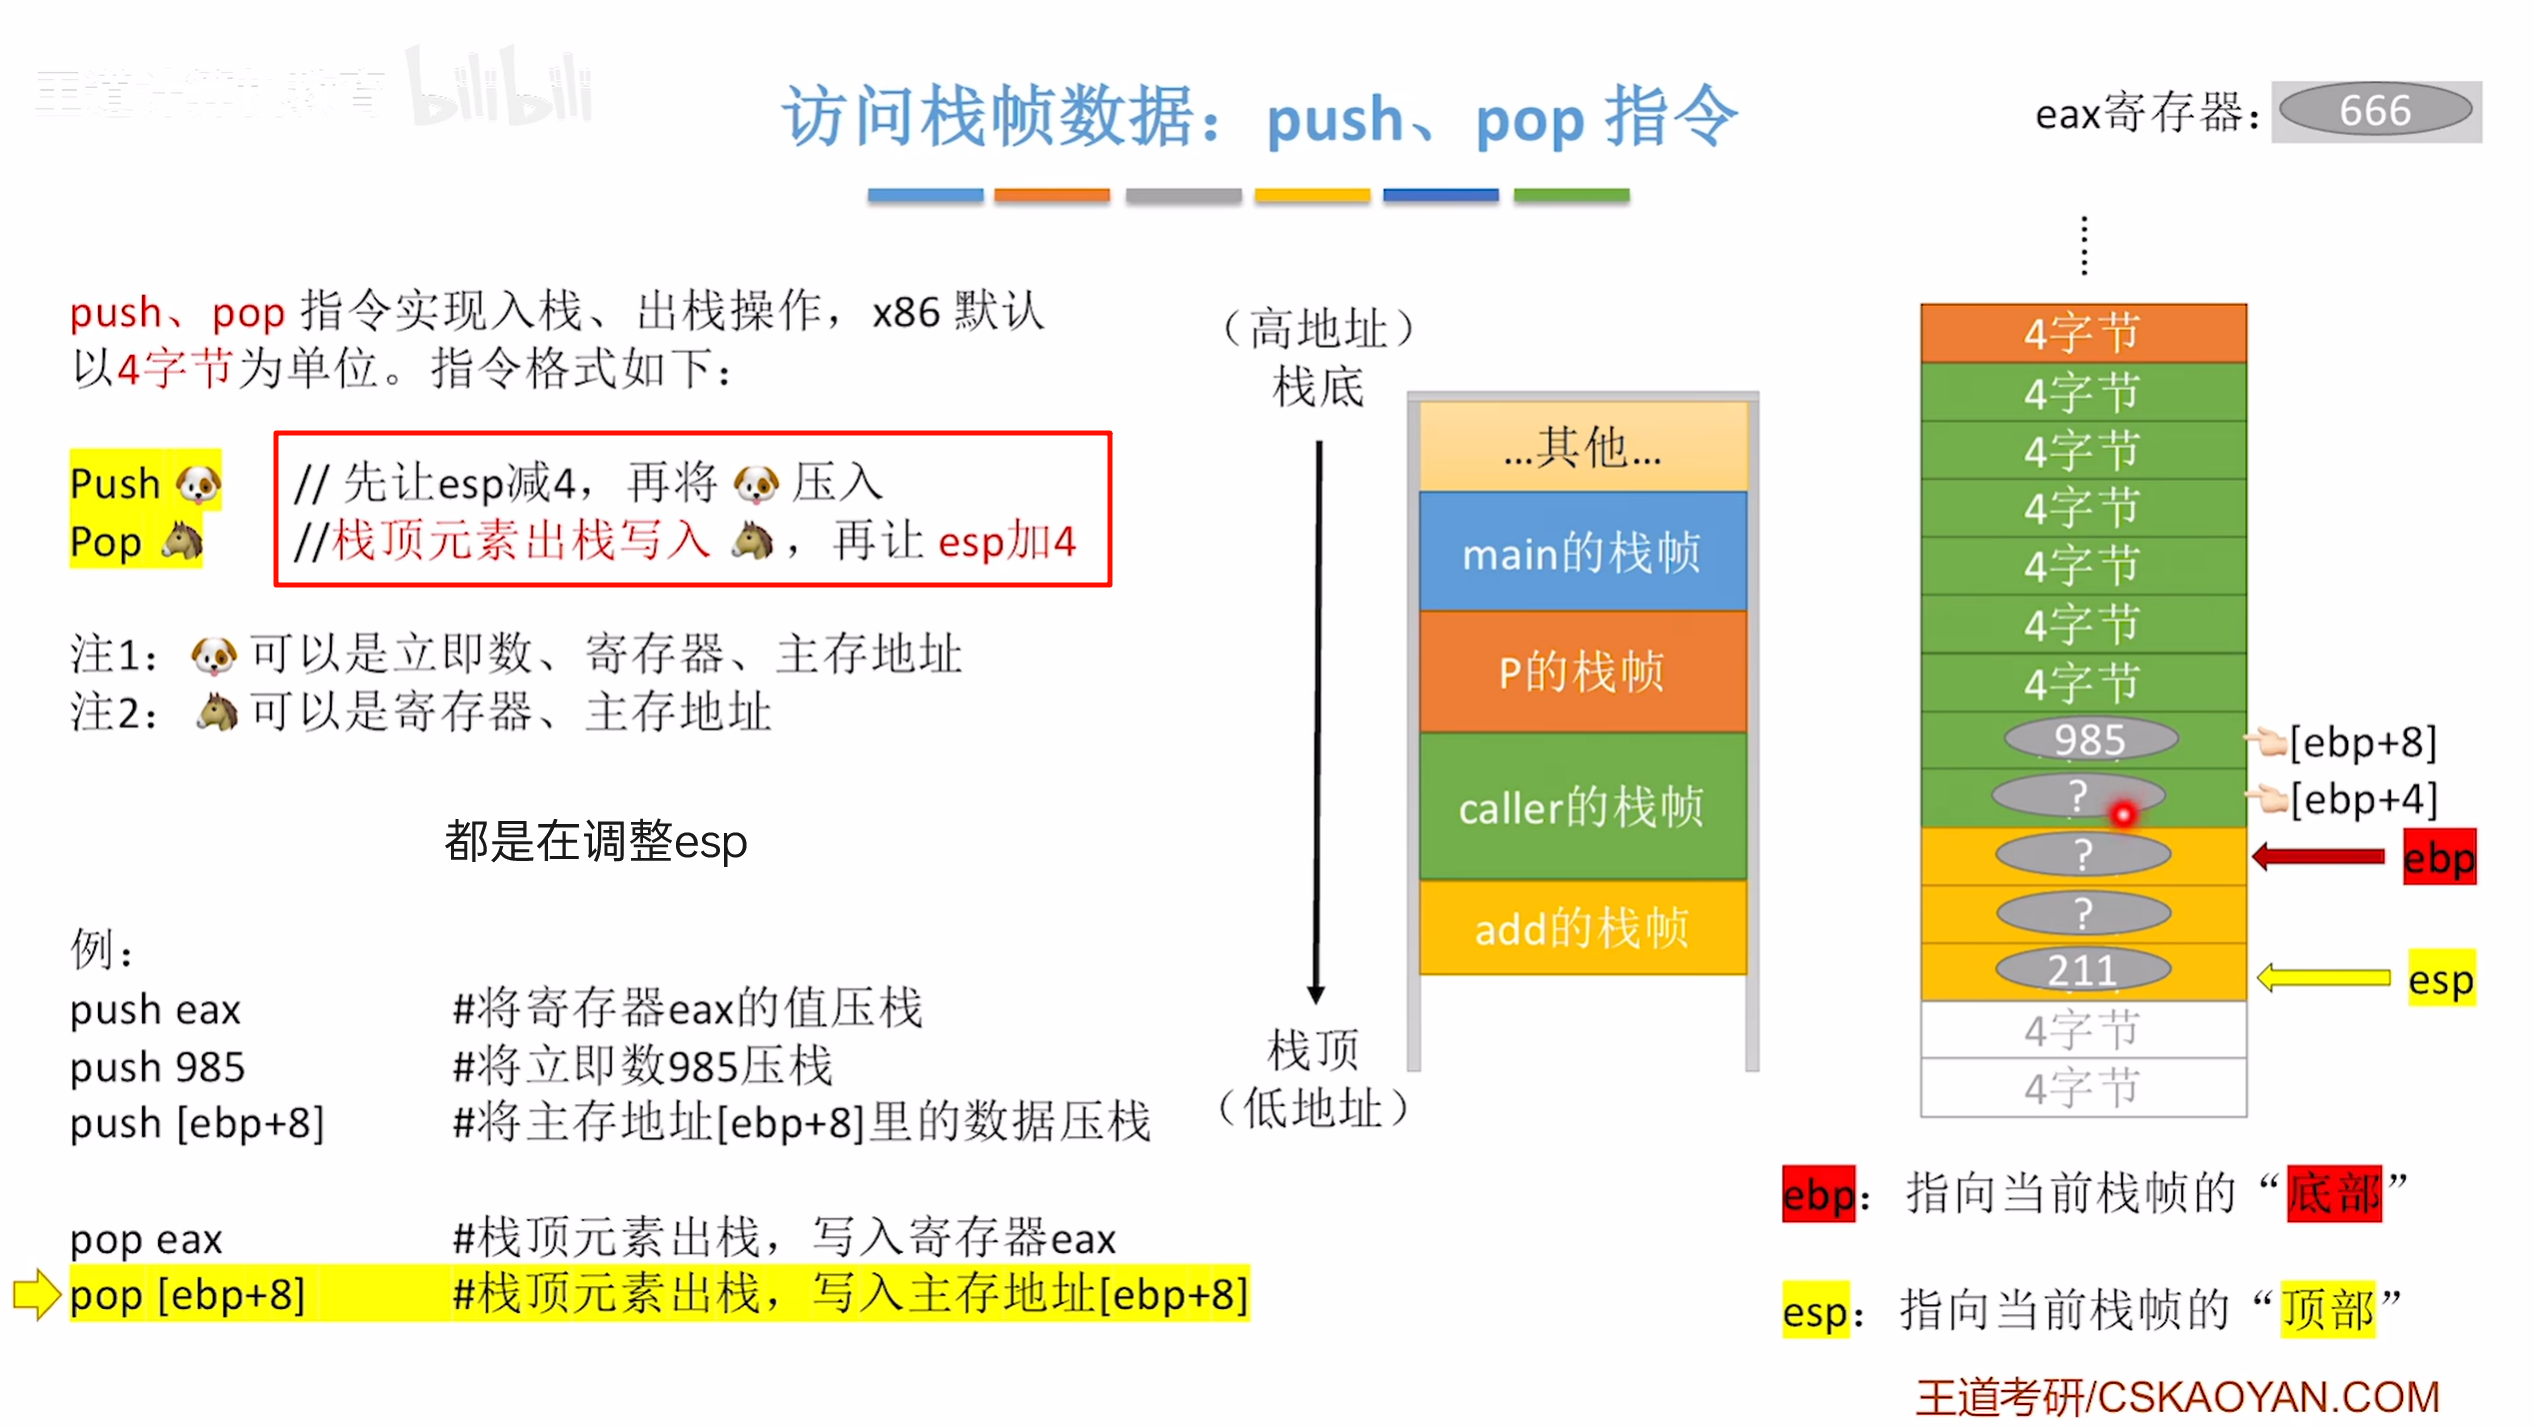 王道计算机教育 bilibili
访问栈帧数据：push、pop 指令
eax寄存器：
666
push、pop 指令实现入栈、出栈操作，x86 默认
以4字节为单位。指令格式如下：
Push 🐶 // 先让esp减4，再将 🐶 压入
Pop 🐴 //栈顶元素出栈写入 🐴 ，再让 esp加4
注1：🐶 可以是立即数、寄存器、主存地址
注2：🐴 可以是寄存器、主存地址
都是在调整esp
例：
push eax #将寄存器eax的值压栈
push 985 #将立即数985压栈
push [ebp+8] #将主存地址[ebp+8]里的数据压栈
pop eax #栈顶元素出栈，写入寄存器eax
pop [ebp+8] #栈顶元素出栈，写入主存地址[ebp+8]
（高地址）
栈底
...其他...
main的栈帧
P的栈帧
caller的栈帧
add的栈帧
栈顶
（低地址）
4字节
4字节
4字节
4字节
4字节
4字节
4字节
985 [ebp+8]
? [ebp+4]
? ebp
?
211 esp
4字节
4字节
ebp：指向当前栈帧的“底部”
esp：指向当前栈帧的“顶部”
王道考研/CSKAOYAN.COM